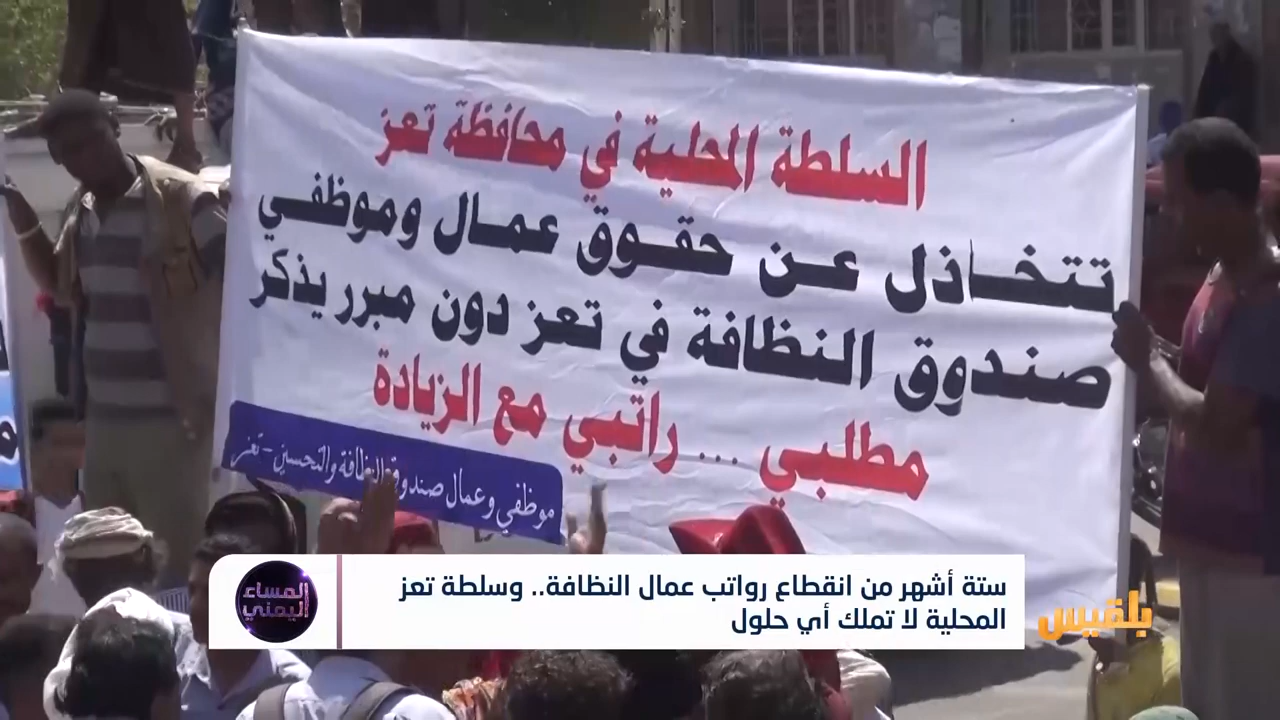 السلطة المحلية في محافظة تعز
تتخاذل عن حقوق عمال وموظفي
صندوق النظافة في تعز دون مبرر يذكر
مطلبي ... راتبي مع الزيادة
موظفي وعمال صندوق النظافة والتحسين - تعز
ستة أشهر من انقطاع رواتب عمال النظافة.. وسلطة تعز
المحلية لا تملك أي حلول
المساء
اليمني
بلقيس